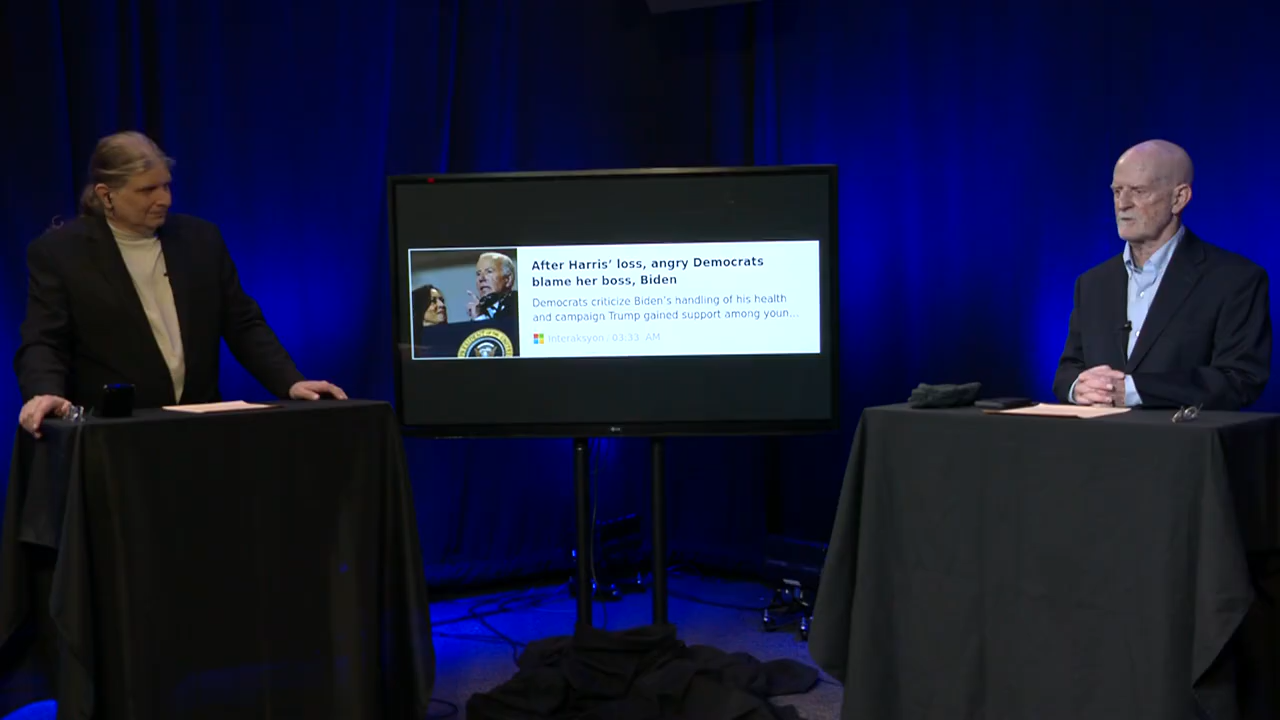 After Harris’ loss, angry Democrats
blame her boss, Biden
Democrats criticize Biden’s handling of his health
and campaign Trump gained support among youn...
Interaksyon / 03:33 AM